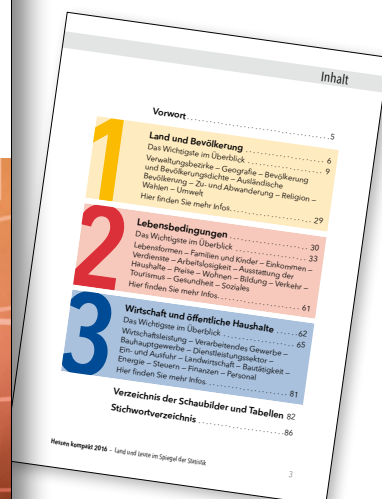 Inhalt
Vorwort 5
1
Land und Bevölkerung 6
Das Wichtigste im Überblick 9
Verwaltungsbezirke – Geografie – Bevölkerung
und Bevölkerungsdichte – Ausländische
Bevölkerung – Zu- und Abwanderung – Religion –
Wahlen – Umwelt
Hier finden Sie mehr Infos 29
2
Lebensbedingungen 30
Das Wichtigste im Überblick 33
Lebensformen – Familien und Kinder – Einkommen –
Verdienste – Arbeitslosigkeit – Ausstattung der
Haushalte – Preise – Wohnen – Bildung – Verkehr –
Tourismus – Gesundheit – Soziales
Hier finden Sie mehr Infos 61
3
Wirtschaft und öffentliche Haushalte 62
Das Wichtigste im Überblick 65
Wirtschaftsleistung – Verarbeitendes Gewerbe –
Bauhauptgewerbe – Dienstleistungssektor –
Ein- und Ausfuhr – Landwirtschaft – Bautätigkeit –
Energie – Steuern – Finanzen – Personal
Hier finden Sie mehr Infos 81
Verzeichnis der Schaubilder und Tabellen 82
Stichwortverzeichnis 86
Hessen kompakt 2016 – Land und Leute im Spiegel der Statistik
3